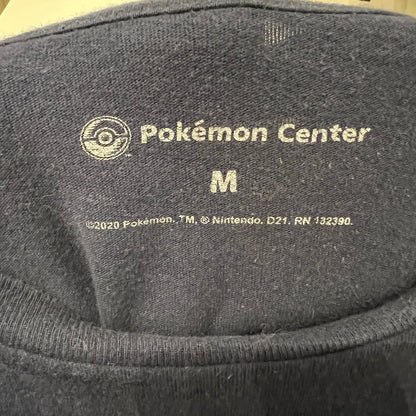 Pokémon Center
M
©2020 Pokémon. TM, ® Nintendo. D21. RN 132390.